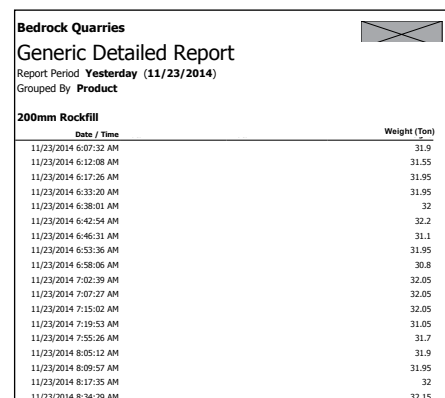 Bedrock Quarries
Generic Detailed Report
Report Period Yesterday (11/23/2014)
Grouped By Product
200mm Rockfill
Date / Time Weight (Ton)
11/23/2014 6:07:32 AM 31.9
11/23/2014 6:12:08 AM 31.55
11/23/2014 6:17:26 AM 31.95
11/23/2014 6:33:20 AM 31.95
11/23/2014 6:38:01 AM 32
11/23/2014 6:42:54 AM 32.2
11/23/2014 6:46:31 AM 31.1
11/23/2014 6:53:36 AM 31.95
11/23/2014 6:58:06 AM 30.8
11/23/2014 7:02:39 AM 32.05
11/23/2014 7:07:27 AM 32.05
11/23/2014 7:15:02 AM 32.05
11/23/2014 7:19:53 AM 31.05
11/23/2014 7:55:26 AM 31.7
11/23/2014 8:05:12 AM 31.9
11/23/2014 8:09:57 AM 31.95
11/23/2014 8:17:35 AM 32
11/23/2014 8:34:29 AM 32.15